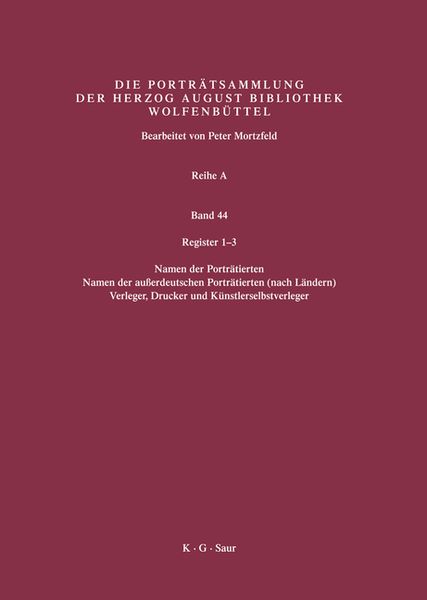 DIE PORTRÄTSAMMLUNG
DER HERZOG AUGUST BIBLIOTHEK
WOLFENBÜTTEL
Bearbeitet von Peter Mortzfeld
Reihe A
Band 44
Register 1–3
Namen der Porträtierten
Namen der außerdeutschen Porträtierten (nach Ländern)
Verleger, Drucker und Künstlerselbstverleger
K · G · Saur